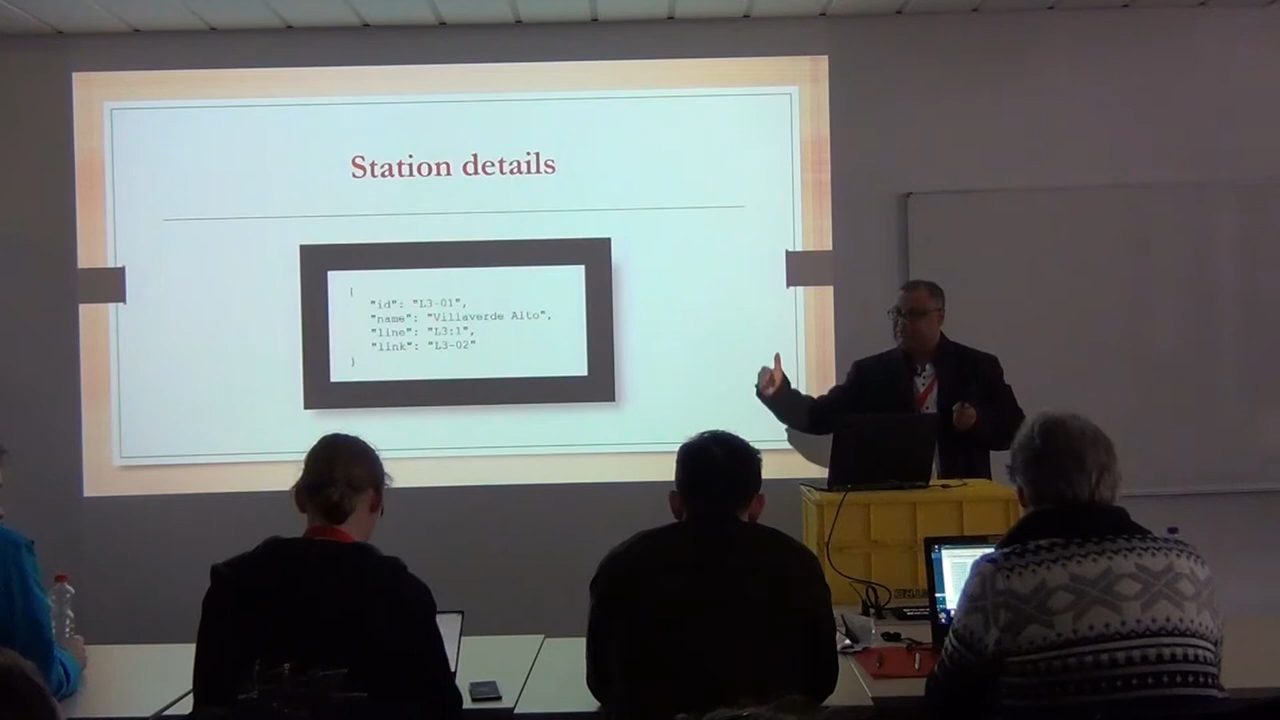 Station details
{
"id": "L3-01",
"name": "Villaverde Alto",
"line": "L3:1",
"link": "L3-02"
}